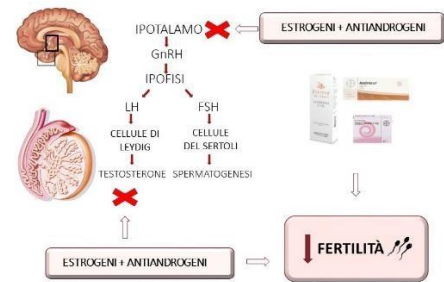 IPOTALAMO
ESTROGENI + ANTIANDROGENI
GnRH
IPOFISI
LH
FSH
CELLULE DI
LEYDIG
CELLULE
DEL SERTOLI
TESTOSTERONE
SPERMATOGENESI
FERTILITÀ
ESTROGENI + ANTIANDROGENI